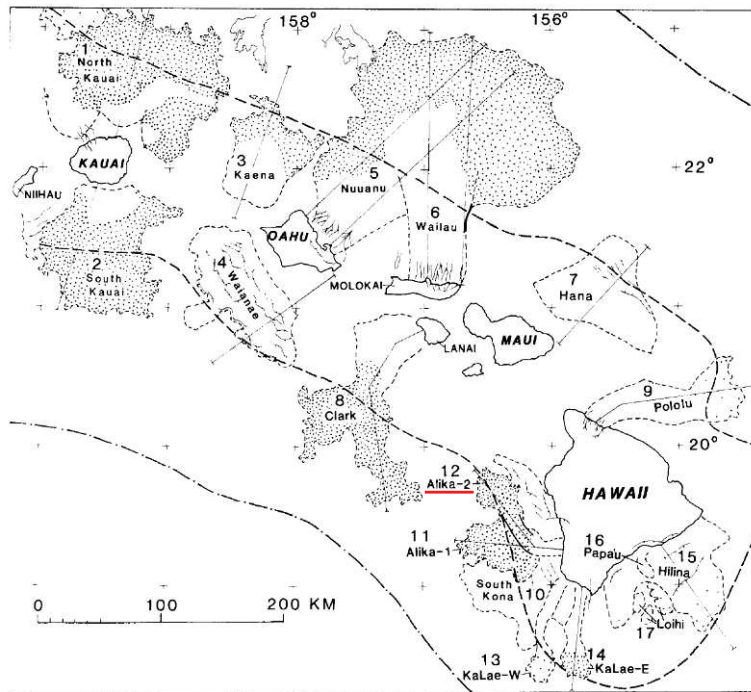 158° 156°
1
North
Kauai
KAUAI
NIIHAU
3
Kaena
5
Nuuanu
22°
6
Wailau
OAHU
2
South
Kauai
4
Waianae
MOLOKAI
7
Hana
LANAI
MAUI
8
Clark
9
Pololu
20°
12
Alika-2
HAWAII
11
Alika-1
16
Papau
15
Hilina
South
Kona
10
Loihi
17
0 100 200 KM
13
KaLae-W
14
KaLae-E